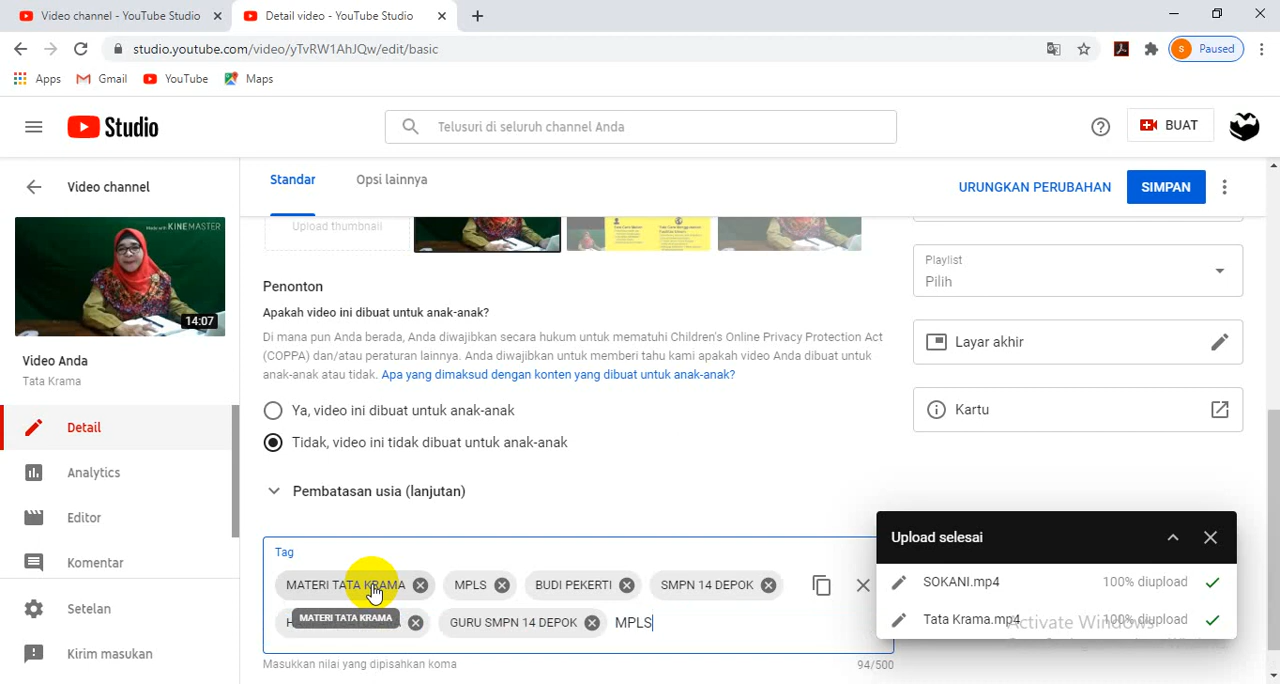 Video channel - YouTube Studio
Detail video - YouTube Studio
studio.youtube.com/video/yTvRW1AhJQw/edit/basic
S Paused
Apps Gmail YouTube Maps
Studio
Telusuri di seluruh channel Anda
BUAT
Video channel
Standar Opsi lainnya
URUNGKAN PERUBAHAN SIMPAN
Made with KINEMASTER
14:07
Video Anda
Tata Krama
Detail
Analytics
Editor
Komentar
Setelan
Kirim masukan
Upload thumbnail
Penonton
Apakah video ini dibuat untuk anak-anak?
Di mana pun Anda berada, Anda diwajibkan secara hukum untuk mematuhi Children's Online Privacy Protection Act
(COPPA) dan/atau peraturan lainnya. Anda diwajibkan untuk memberi tahu kami apakah video Anda dibuat untuk
anak-anak atau tidak. Apa yang dimaksud dengan konten yang dibuat untuk anak-anak?
Ya, video ini dibuat untuk anak-anak
Tidak, video ini tidak dibuat untuk anak-anak
Pembatasan usia (lanjutan)
Tag
MATERI TATA KRAMA MPLS BUDI PEKERTI SMPN 14 DEPOK
MATERI TATA KRAMA GURU SMPN 14 DEPOK MPLS
Masukkan nilai yang dipisahkan koma
94/500
Playlist
Pilih
Layar akhir
Kartu
Upload selesai
SOKANI.mp4 100% diupload
Tata Krama.mp4 100% diupload
Activate Windows